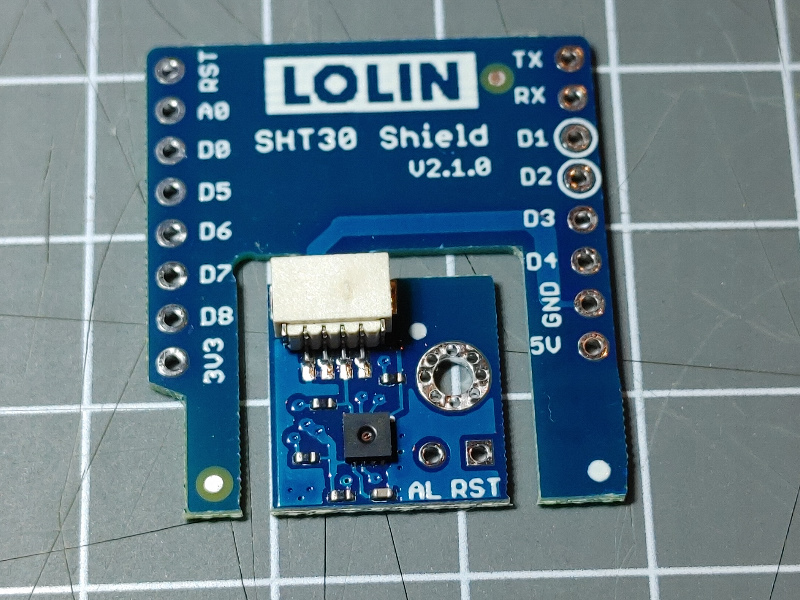 LOLIN
SHT30 Shield
V2.1.0
RST
A0
D0
D5
D6
D7
D8
3V3
TX
RX
D1
D2
D3
D4
GND
5V
AL RST